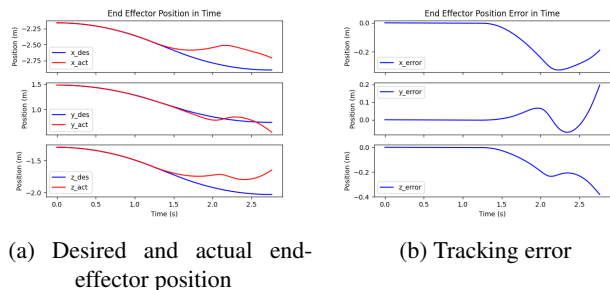 End Effector Position in Time
Position (m)
-2.25
-2.50
-2.75
x_des
x_act
Position (m)
1.5
1.0
y_des
y_act
Position (m)
-1.5
-2.0
z_des
z_act
0.0 0.5 1.0 1.5 2.0 2.5
Time (s)
End Effector Position Error in Time
Position (m)
0.0
-0.2
x_error
Position (m)
0.2
0.1
0.0
y_error
Position (m)
0.0
-0.2
-0.4
z_error
0.0 0.5 1.0 1.5 2.0 2.5
Time (s)
(a) Desired and actual end-
effector position
(b) Tracking error